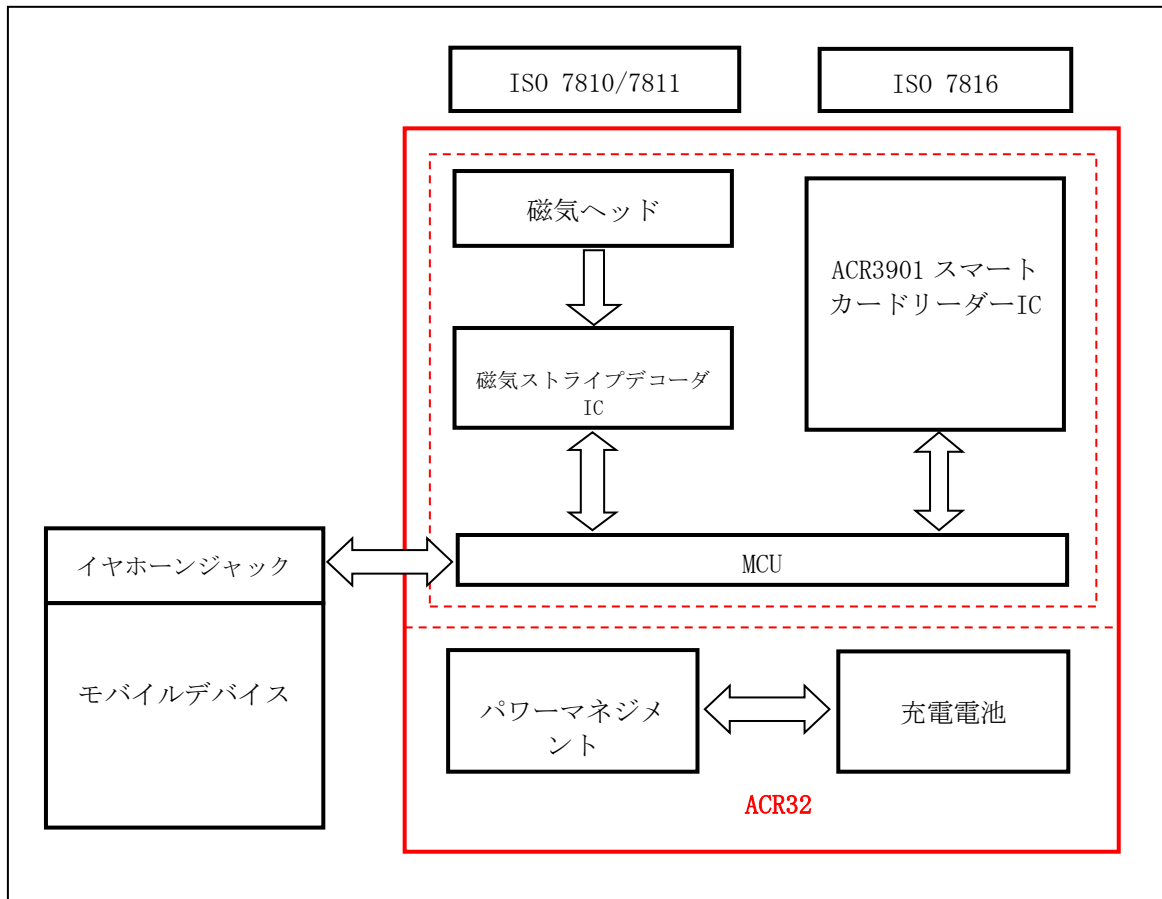 ISO 7810/7811
ISO 7816
磁気ヘッド
ACR3901 スマート
カードリーダーIC
磁気ストライプデコーダ
IC
イヤホーンジャック
MCU
モバイルデバイス
パワーマネジメ
ント
充電電池
ACR32